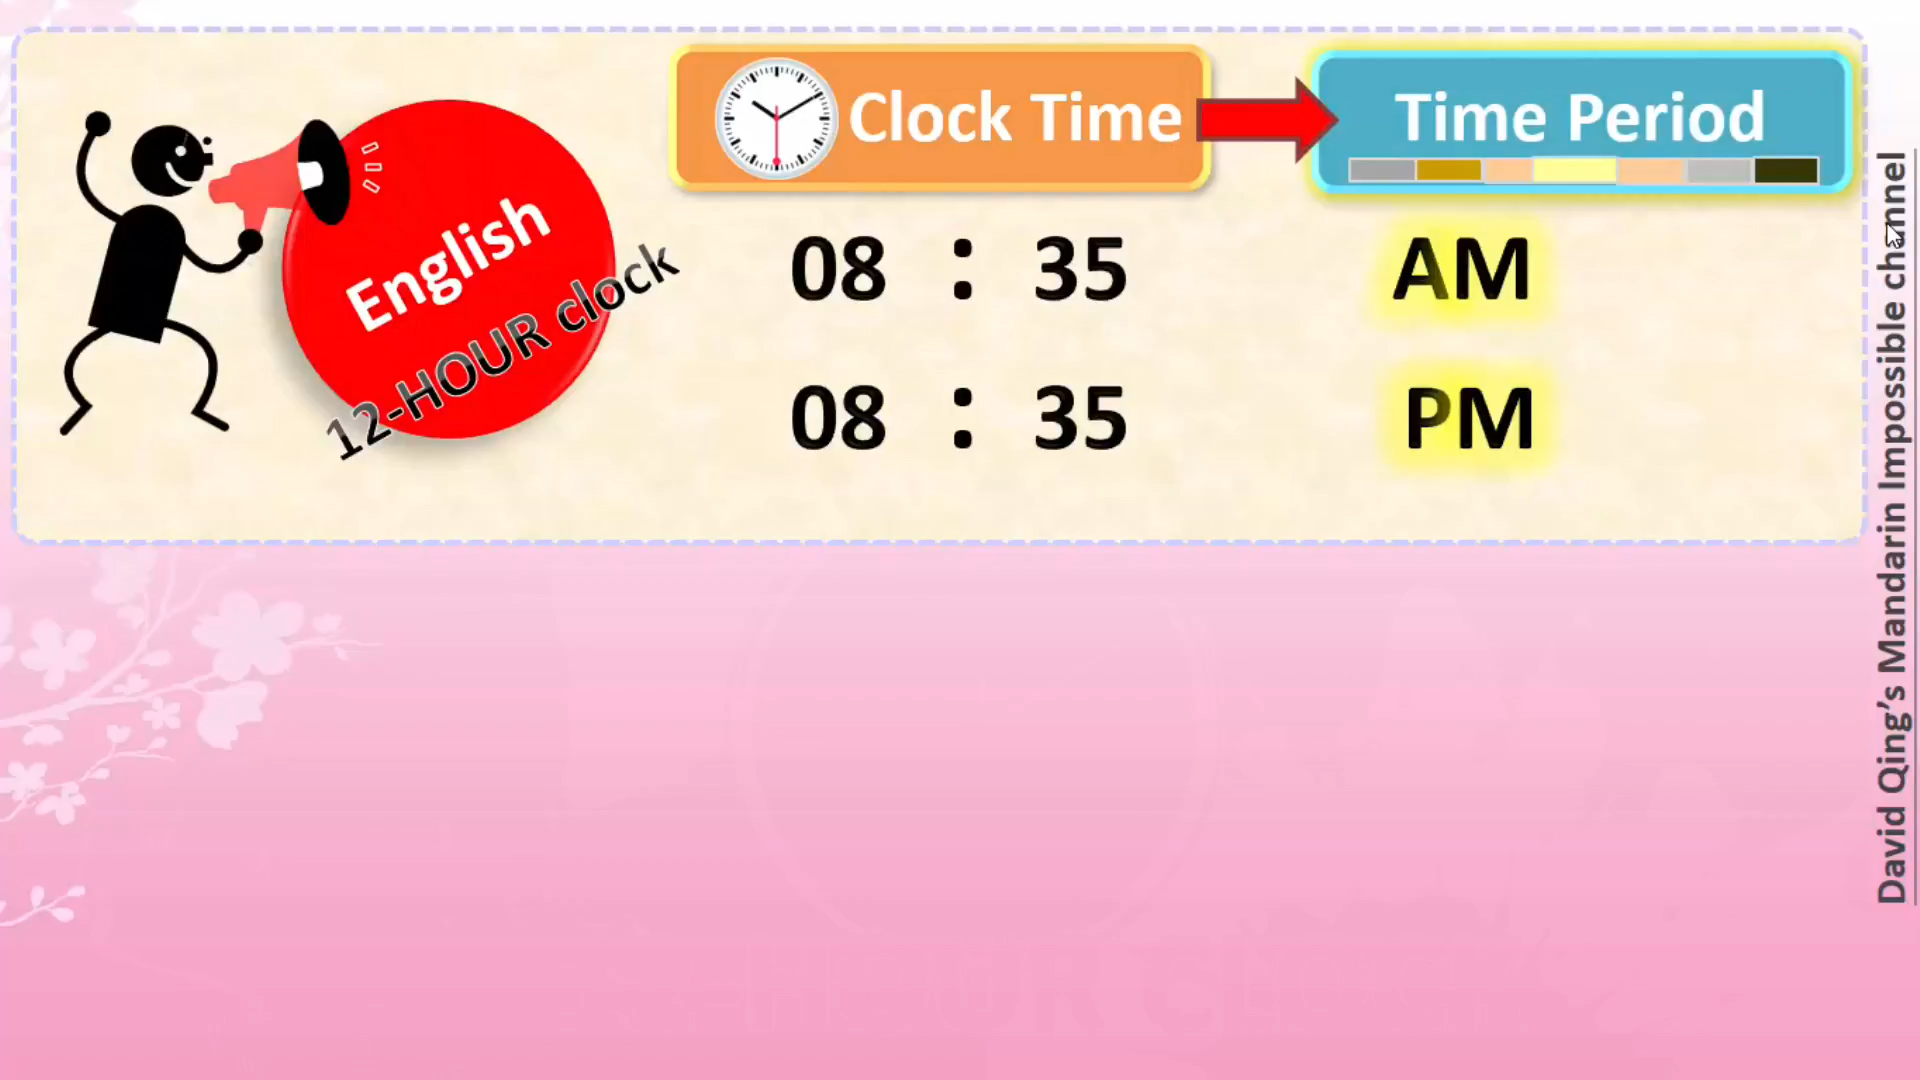 Clock Time
Time Period
English
12-HOUR clock
08 : 35 AM
08 : 35 PM
David Qing's Mandarin Impossible channel